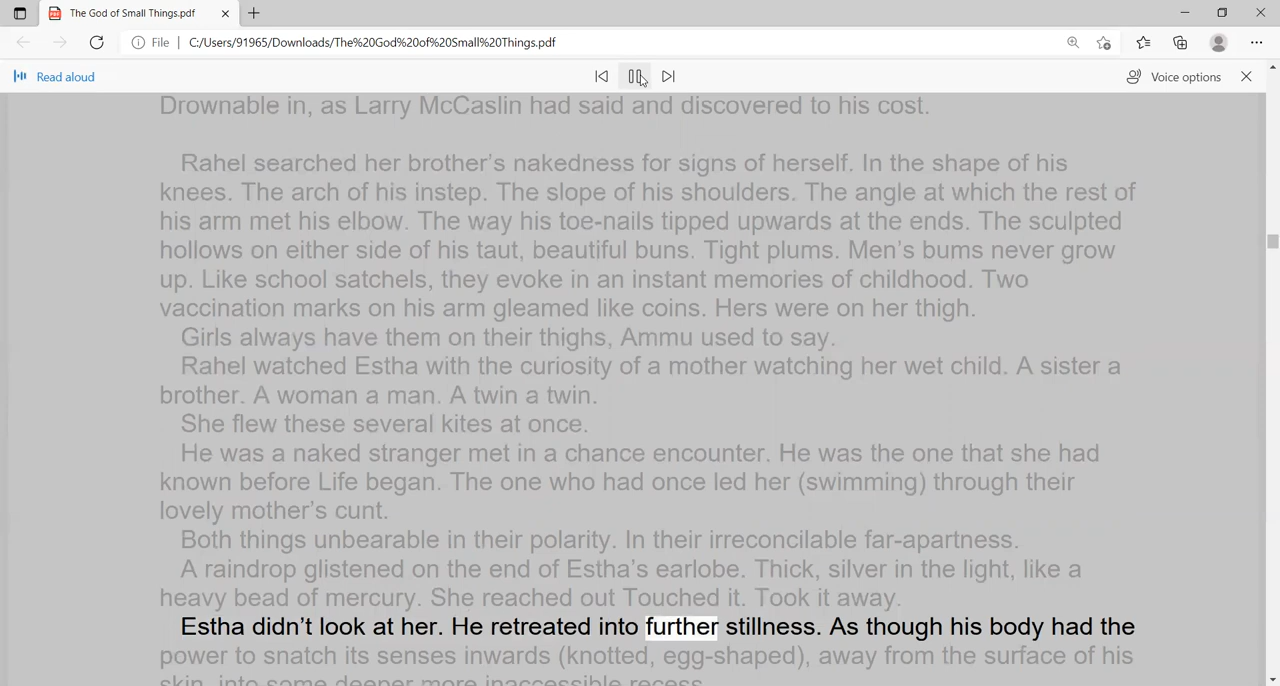 The God of Small Things.pdf
File | C:/Users/91965/Downloads/The%20God%20of%20Small%20Things.pdf
Read aloud
Voice options
Drownable in, as Larry McCaslin had said and discovered to his cost.
Rahel searched her brother’s nakedness for signs of herself. In the shape of his
knees. The arch of his instep. The slope of his shoulders. The angle at which the rest of
his arm met his elbow. The way his toe-nails tipped upwards at the ends. The sculpted
hollows on either side of his taut, beautiful buns. Tight plums. Men’s bums never grow
up. Like school satchels, they evoke in an instant memories of childhood. Two
vaccination marks on his arm gleamed like coins. Hers were on her thigh.
Girls always have them on their thighs, Ammu used to say.
Rahel watched Estha with the curiosity of a mother watching her wet child. A sister a
brother. A woman a man. A twin a twin.
She flew these several kites at once.
He was a naked stranger met in a chance encounter. He was the one that she had
known before Life began. The one who had once led her (swimming) through their
lovely mother’s cunt.
Both things unbearable in their polarity. In their irreconcilable far-apartness.
A raindrop glistened on the end of Estha’s earlobe. Thick, silver in the light, like a
heavy bead of mercury. She reached out Touched it. Took it away.
Estha didn’t look at her. He retreated into further stillness. As though his body had the
power to snatch its senses inwards (knotted, egg-shaped), away from the surface of his
skin, into some deeper more inaccessible recess.